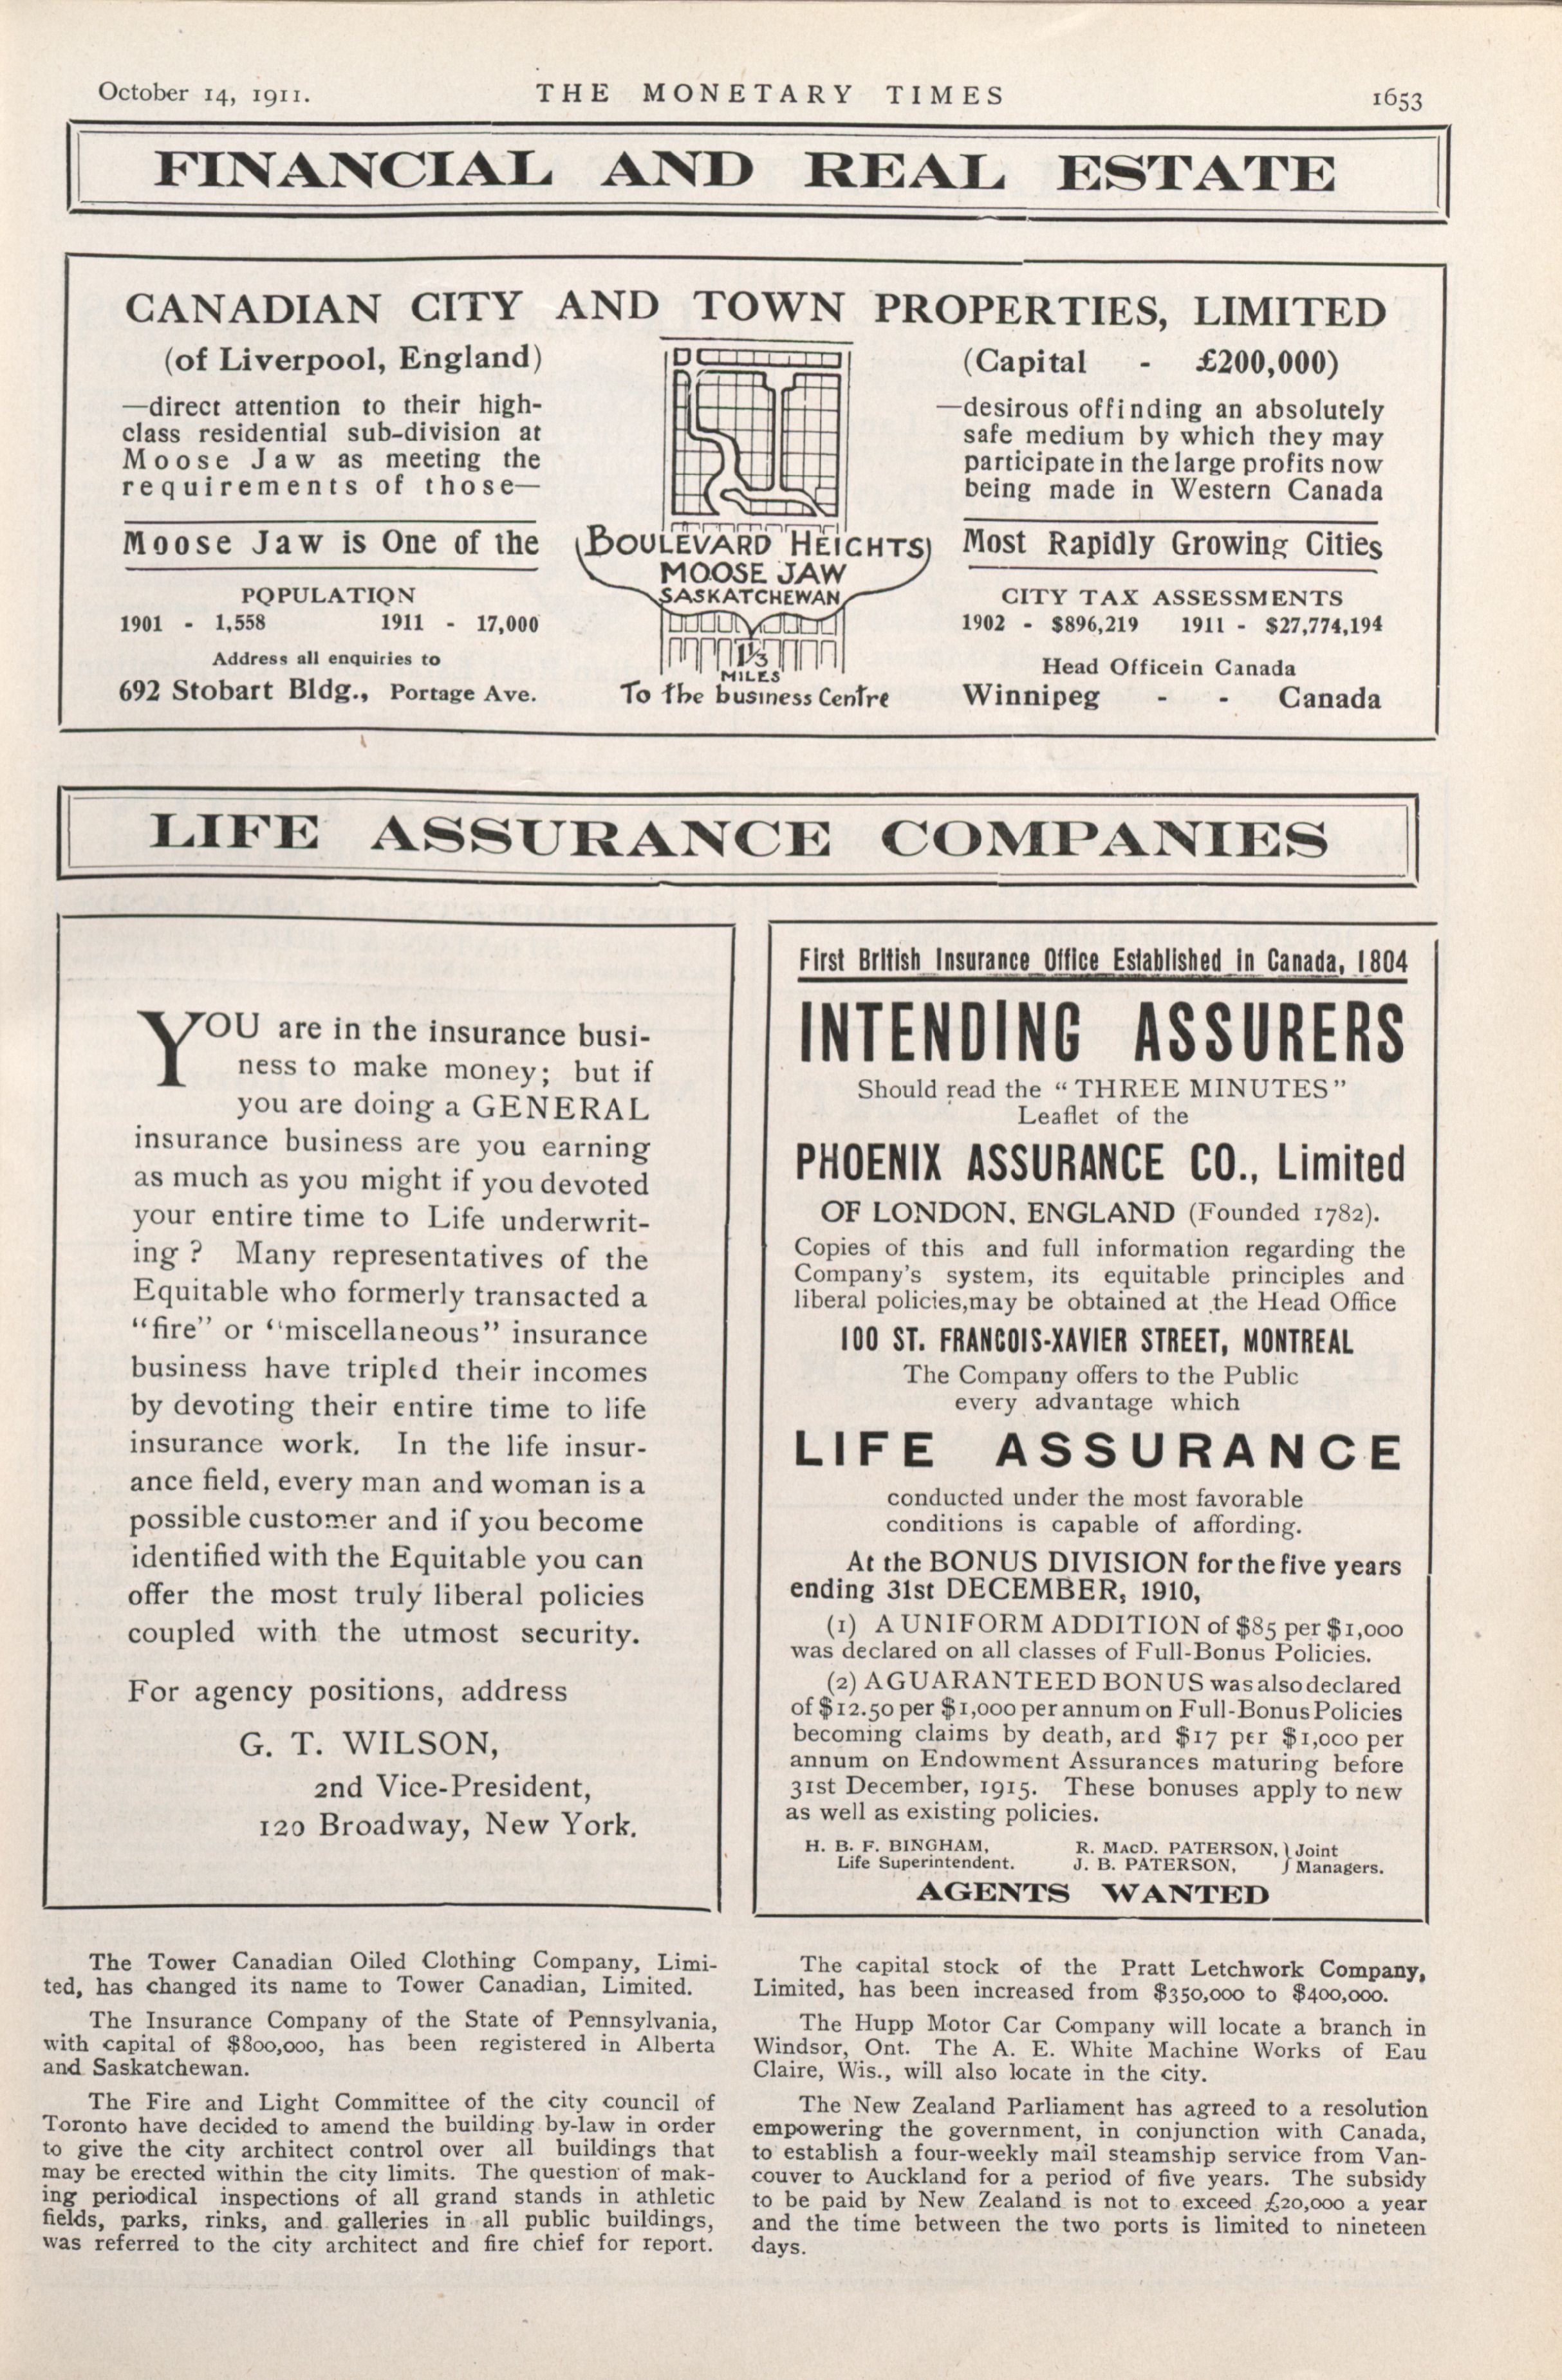 October 14, 1911.
THE MONETARY TIMES
1653
FINANCIAL AND REAL ESTATE
CANADIAN CITY AND TOWN PROPERTIES, LIMITED
(of Liverpool, England)
—direct attention to their high-
class residential sub-division at
Moose Jaw as meeting the
requirements of those—
Moose Jaw is One of the
POPULATION
1901 - 1,558 1911 - 17,000
Address all enquiries to
692 Stobart Bldg., Portage Ave.
BOULEVARD HEIGHTS
MOOSE JAW
SASKATCHEWAN
1⅓
MILES
To the business Centre
(Capital - £200,000)
—desirous offinding an absolutely
safe medium by which they may
participate in the large profits now
being made in Western Canada
Most Rapidly Growing Cities
CITY TAX ASSESSMENTS
1902 - $896,219 1911 - $27,774,194
Head Officein Canada
Winnipeg - - Canada
LIFE ASSURANCE COMPANIES
YOU are in the insurance busi-
ness to make money; but if
you are doing a GENERAL
insurance business are you earning
as much as you might if you devoted
your entire time to Life underwrit-
ing? Many representatives of the
Equitable who formerly transacted a
"fire" or "miscellaneous" insurance
business have tripled their incomes
by devoting their entire time to life
insurance work. In the life insur-
ance field, every man and woman is a
possible customer and if you become
identified with the Equitable you can
offer the most truly liberal policies
coupled with the utmost security.
For agency positions, address
G. T. WILSON,
2nd Vice-President,
120 Broadway, New York.
First British Insurance Office Established in Canada, 1804
INTENDING ASSURERS
Should read the "THREE MINUTES"
Leaflet of the
PHOENIX ASSURANCE CO., Limited
OF LONDON, ENGLAND (Founded 1782).
Copies of this and full information regarding the
Company's system, its equitable principles and
liberal policies,may be obtained at the Head Office
100 ST. FRANCOIS-XAVIER STREET, MONTREAL
The Company offers to the Public
every advantage which
LIFE ASSURANCE
conducted under the most favorable
conditions is capable of affording.
At the BONUS DIVISION for the five years
ending 31st DECEMBER, 1910,
(1) A UNIFORM ADDITION of $85 per $1,000
was declared on all classes of Full-Bonus Policies.
(2) A GUARANTEED BONUS was also declared
of $12.50 per $1,000 per annum on Full-Bonus Policies
becoming claims by death, and $17 per $1,000 per
annum on Endowment Assurances maturing before
31st December, 1915. These bonuses apply to new
as well as existing policies.
H. B. F. BINGHAM,
Life Superintendent.
R. MACD. PATERSON, } Joint
J. B. PATERSON, } Managers.
AGENTS WANTED
The Tower Canadian Oiled Clothing Company, Limi-
ted, has changed its name to Tower Canadian, Limited.
The Insurance Company of the State of Pennsylvania,
with capital of $800,000, has been registered in Alberta
and Saskatchewan.
The Fire and Light Committee of the city council of
Toronto have decided to amend the building by-law in order
to give the city architect control over all buildings that
may be erected within the city limits. The question of mak-
ing periodical inspections of all grand stands in athletic
fields, parks, rinks, and galleries in all public buildings,
was referred to the city architect and fire chief for report.
The capital stock of the Pratt Letchwork Company,
Limited, has been increased from $350,000 to $400,000.
The Hupp Motor Car Company will locate a branch in
Windsor, Ont. The A. E. White Machine Works of Eau
Claire, Wis., will also locate in the city.
The New Zealand Parliament has agreed to a resolution
empowering the government, in conjunction with Canada,
to establish a four-weekly mail steamship service from Van-
couver to Auckland for a period of five years. The subsidy
to be paid by New Zealand is not to exceed £20,000 a year
and the time between the two ports is limited to nineteen
days.